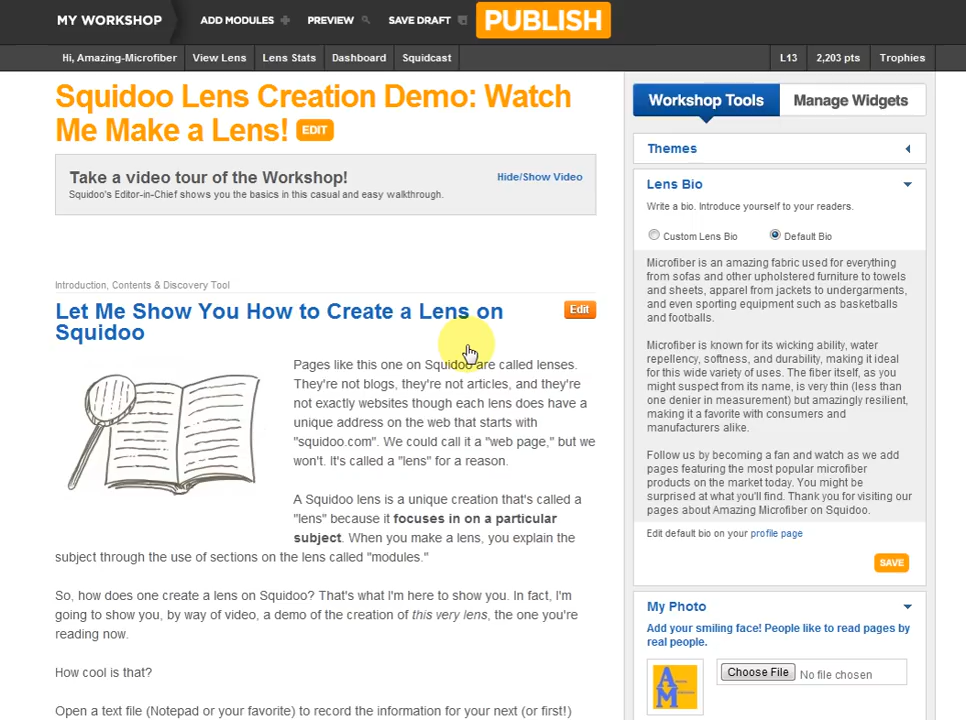 MY WORKSHOP ADD MODULES PREVIEW SAVE DRAFT PUBLISH
Hi, Amazing-Microfiber View Lens Lens Stats Dashboard Squidcast L13 2,203 pts Trophies
Squidoo Lens Creation Demo: Watch
Me Make a Lens! EDIT
Take a video tour of the Workshop! Hide/Show Video
Squidoo's Editor-in-Chief shows you the basics in this casual and easy walkthrough.
Introduction, Contents & Discovery Tool
Let Me Show You How to Create a Lens on
Squidoo
Edit
Pages like this one on Squidoo are called lenses.
They're not blogs, they're not articles, and they're
not exactly websites though each lens does have a
unique address on the web that starts with
"squidoo.com". We could call it a "web page," but we
won't. It's called a "lens" for a reason.
A Squidoo lens is a unique creation that's called a
"lens" because it focuses in on a particular
subject. When you make a lens, you explain the
subject through the use of sections on the lens called "modules."
So, how does one create a lens on Squidoo? That's what I'm here to show you. In fact, I'm
going to show you, by way of video, a demo of the creation of this very lens, the one you're
reading now.
How cool is that?
Open a text file (Notepad or your favorite) to record the information for your next (or first!)
Workshop Tools Manage Widgets
Themes
Lens Bio
Write a bio. Introduce yourself to your readers.
Custom Lens Bio Default Bio
Microfiber is an amazing fabric used for everything
from sofas and other upholstered furniture to towels
and sheets, apparel from jackets to undergarments,
and even sporting equipment such as basketballs
and footballs.
Microfiber is known for its wicking ability, water
repellency, softness, and durability, making it ideal
for this wide variety of uses. The fiber itself, as you
might suspect from its name, is very thin (less than
one denier in measurement) but amazingly resilient,
making it a favorite with consumers and
manufacturers alike.
Follow us by becoming a fan and watch as we add
pages featuring the most popular microfiber
products on the market today. You might be
surprised at what you'll find. Thank you for visiting our
pages about Amazing Microfiber on Squidoo.
Edit default bio on your profile page
SAVE
My Photo
Add your smiling face! People like to read pages by
real people.
AM
Choose File No file chosen